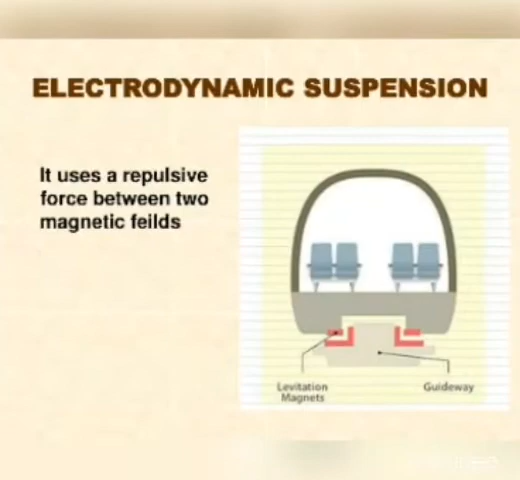 ELECTRODYNAMIC SUSPENSION
It uses a repulsive
force between two
magnetic feilds
Levitation
Magnets
Guideway